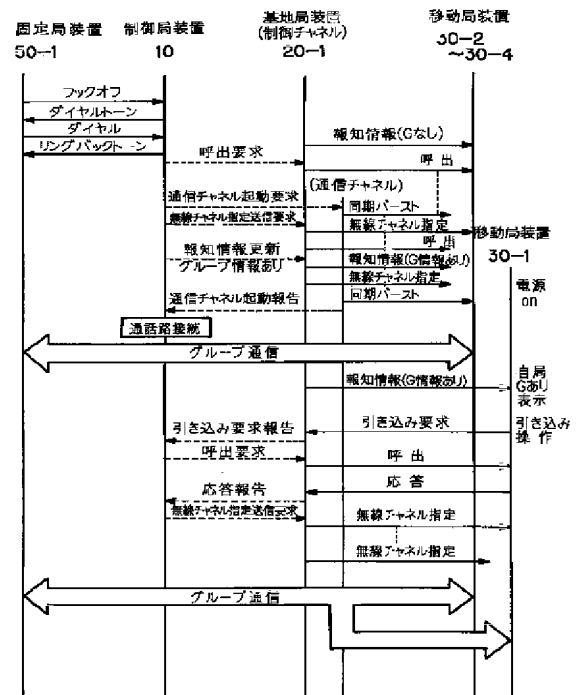 固定局装置
50-1
制御局装置
10
基地局装置
(制御チャネル)
20-1
移動局装置
30-2
～30-4
フックオフ
ダイヤルトーン
ダイヤル
リングバックトーン
報知情報(Gなし)
呼出要求
呼出
(通信チャネル)
通信チャネル起動要求
同期バースト
無線チャネル指定送信要求
無線チャネル指定
呼出
移動局装置
30-1
報知情報更新
グループ情報あり
報知情報(G情報あり)
無線チャネル指定
電源
on
通信チャネル起動報告
同期バースト
通話路接続
グループ通信
報知情報(G情報あり)
自局
Gあり
表示
引き込み要求報告
引き込み要求
引き込み
操作
呼出要求
呼出
応答
応答報告
無線チャネル指定送信要求
無線チャネル指定
無線チャネル指定
グループ通信